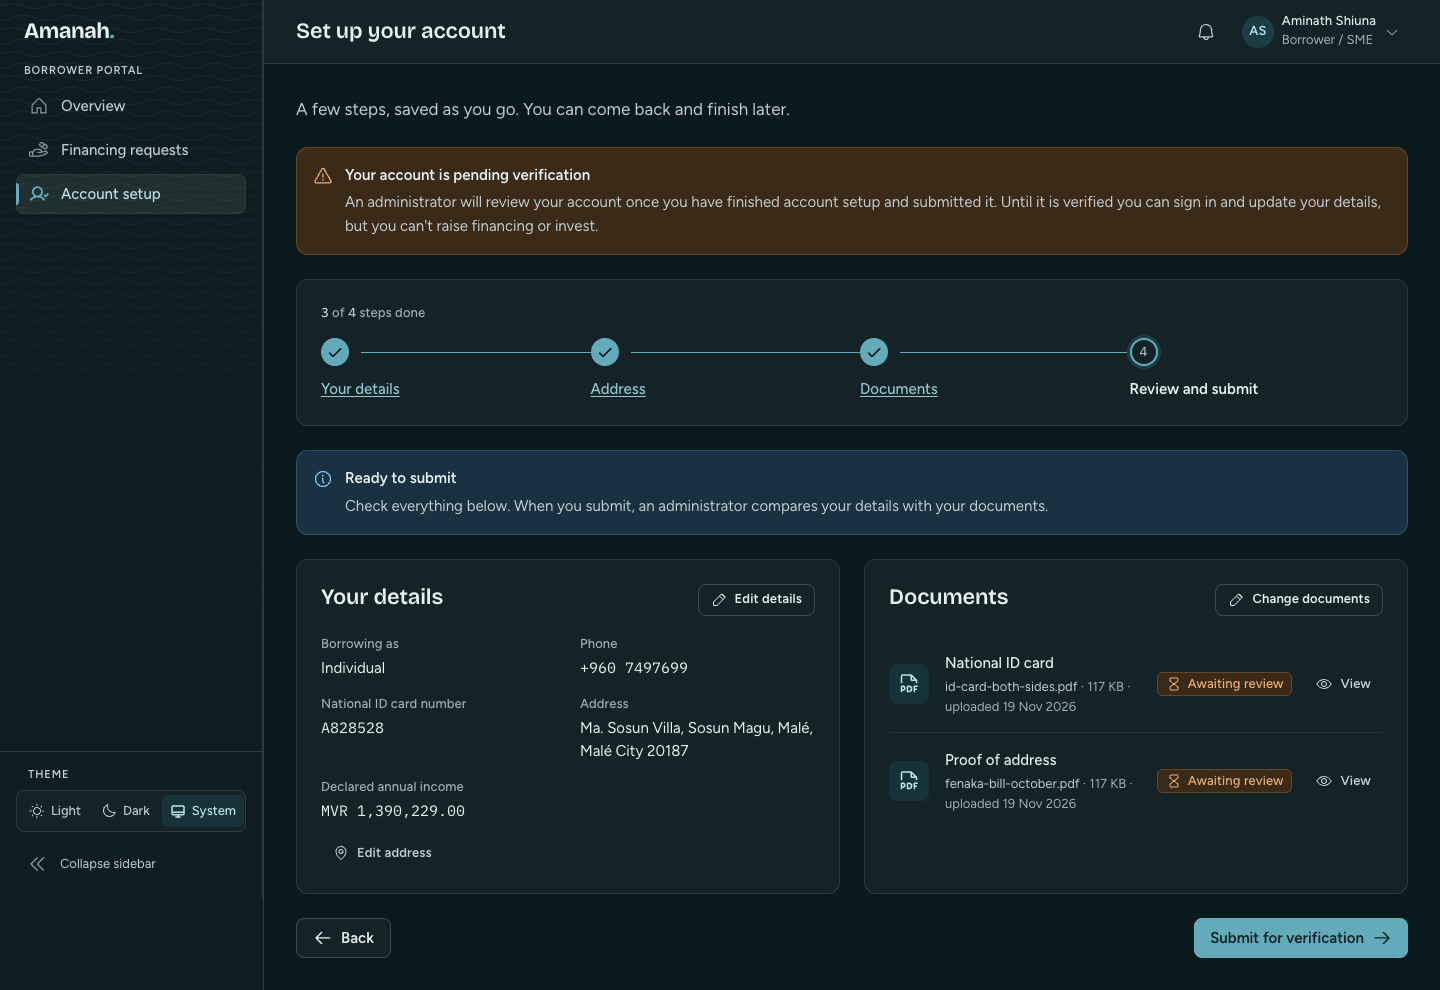 Amanah.
BORROWER PORTAL
Overview
Financing requests
Account setup
THEME
Light
Dark
System
Collapse sidebar
Set up your account
AS
Aminath Shiuna
Borrower / SME
A few steps, saved as you go. You can come back and finish later.
Your account is pending verification
An administrator will review your account once you have finished account setup and submitted it. Until it is verified you can sign in and update your details,
but you can't raise financing or invest.
3 of 4 steps done
4
Your details
Address
Documents
Review and submit
Ready to submit
Check everything below. When you submit, an administrator compares your details with your documents.
Your details
Edit details
Borrowing as
Individual
Phone
+960 7497699
National ID card number
A828528
Address
Ma. Sosun Villa, Sosun Magu, Malé,
Malé City 20187
Declared annual income
MVR 1,390,229.00
Edit address
Documents
Change documents
PDF
National ID card
id-card-both-sides.pdf · 117 KB ·
uploaded 19 Nov 2026
Awaiting review
View
PDF
Proof of address
fenaka-bill-october.pdf · 117 KB ·
uploaded 19 Nov 2026
Awaiting review
View
Back
Submit for verification